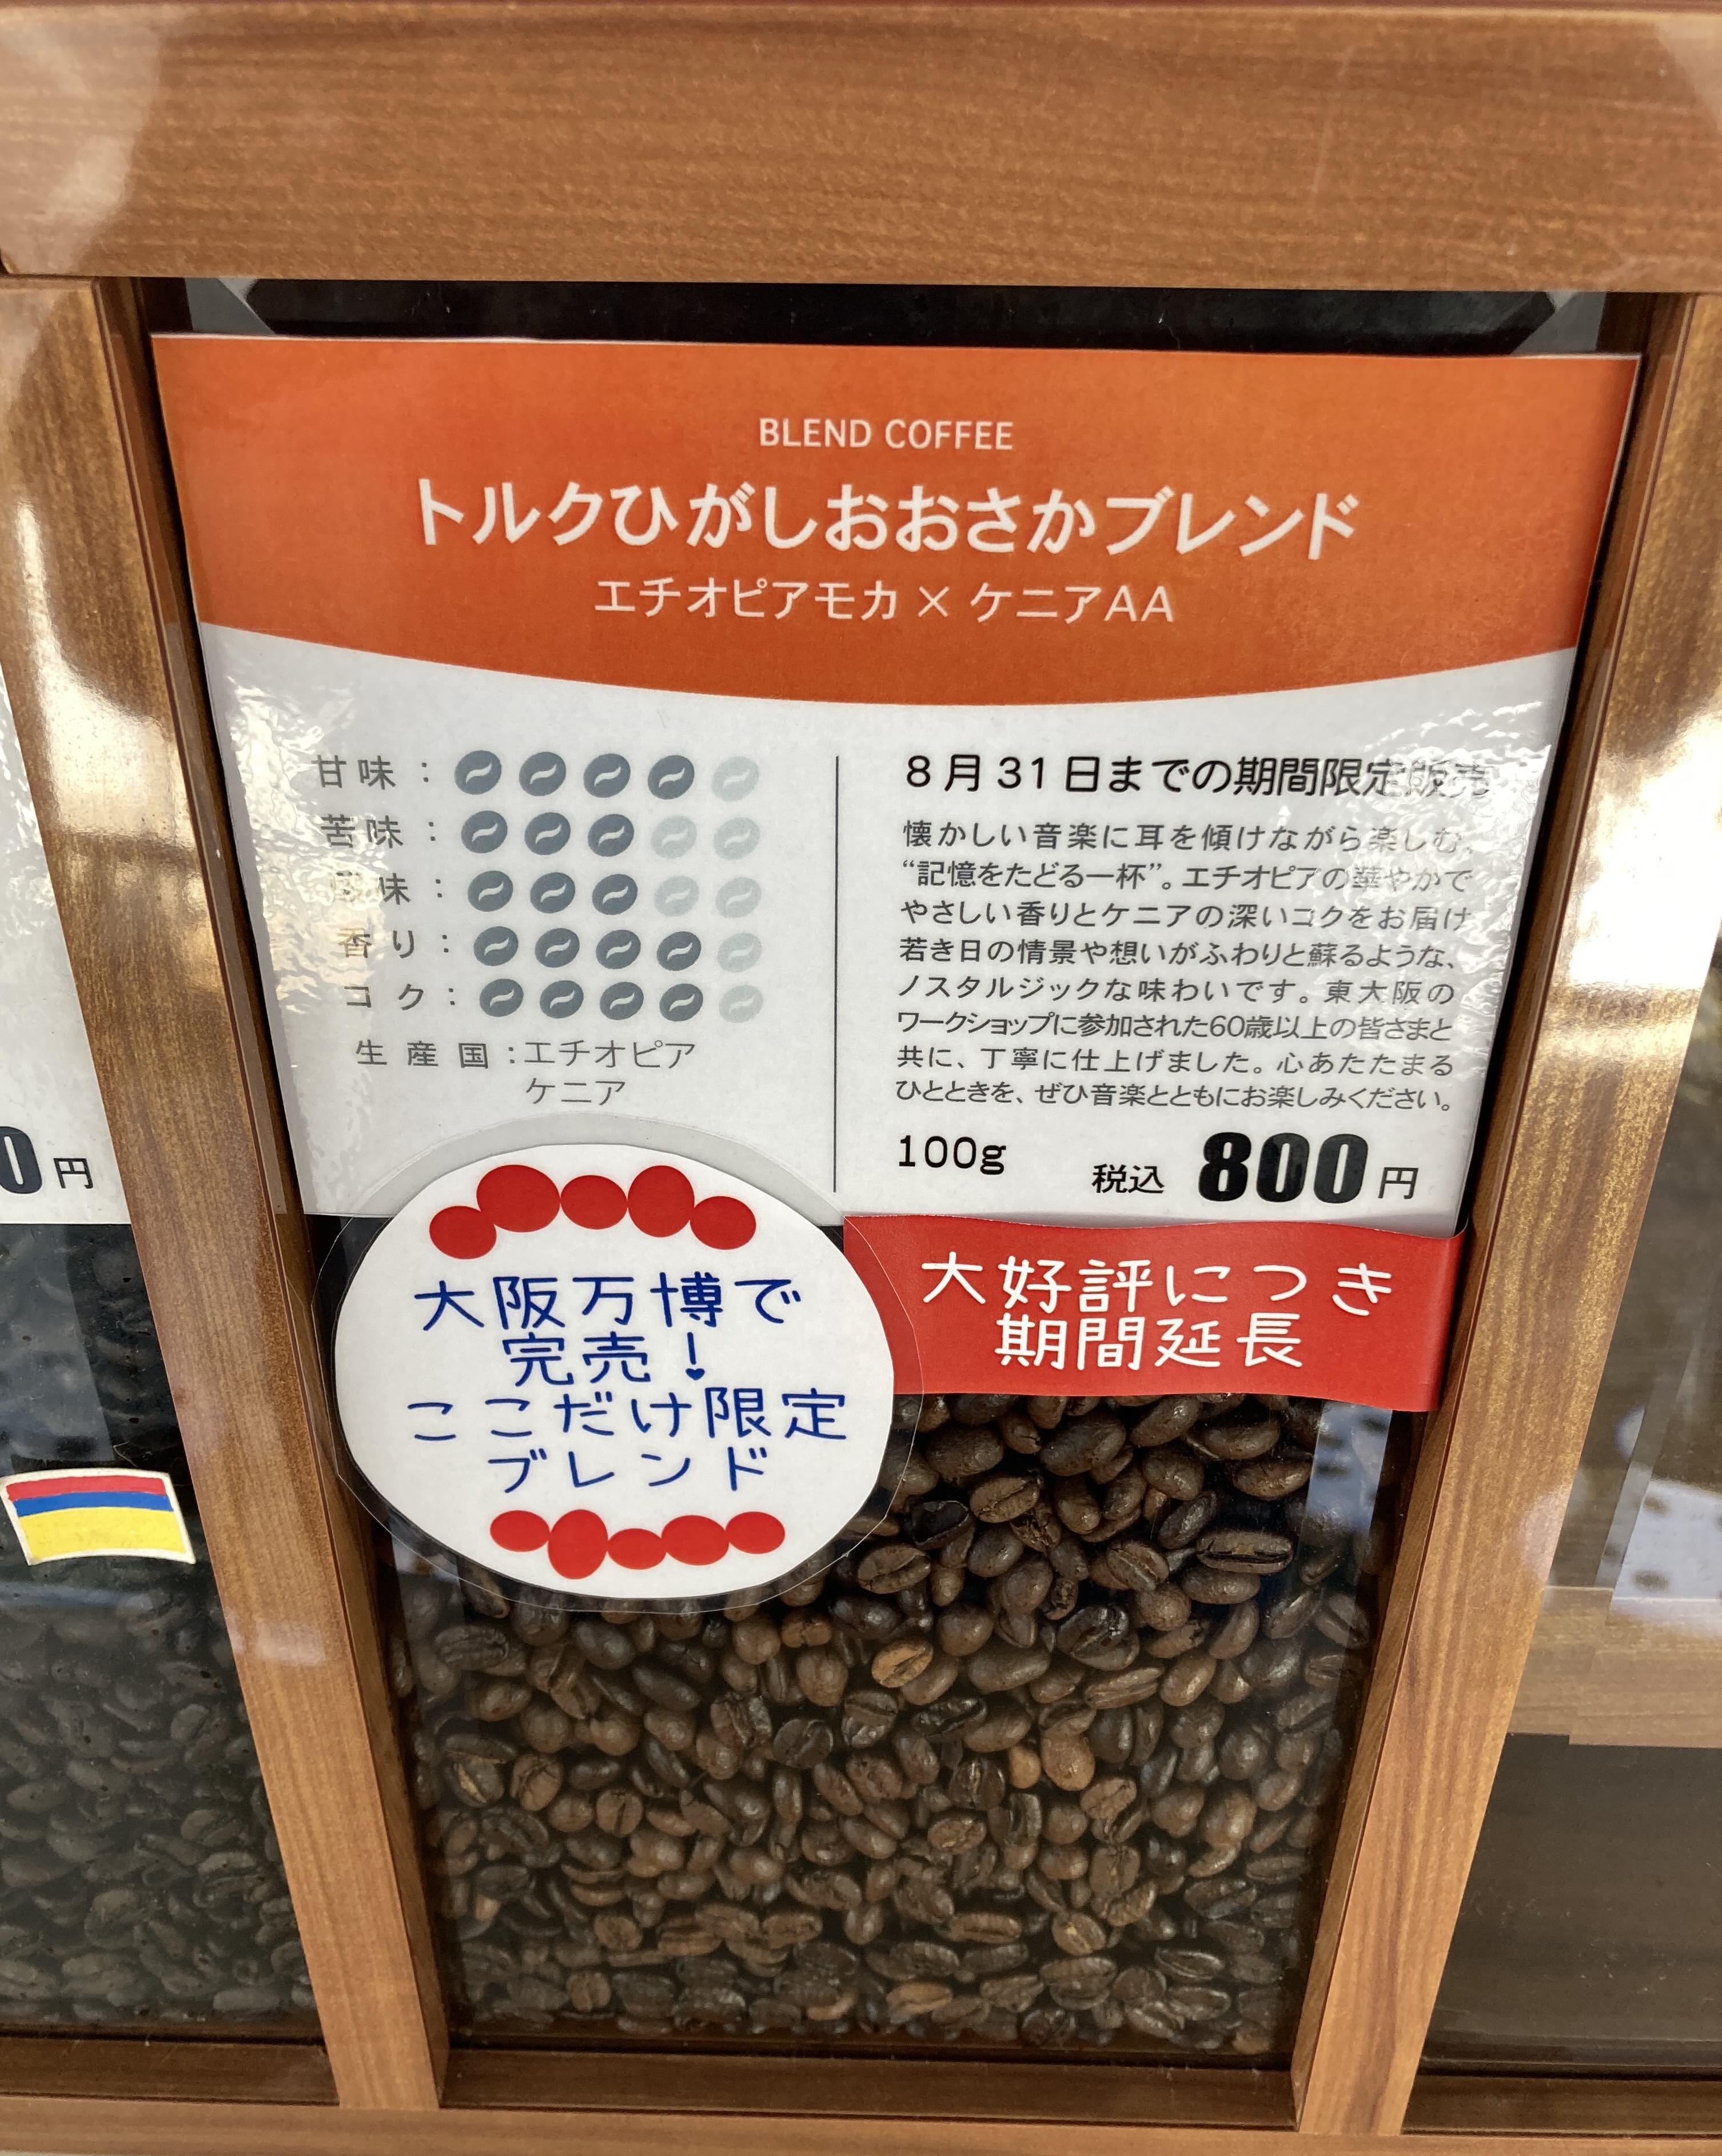 BLEND COFFEE
トルクひがしおおさかブレンド
エチオピアモカ×ケニアAA
甘味：
苦味：
味：
香り：
コク：
生産国：エチオピア
ケニア
8月31日までの期間限定販売
懐かしい音楽に耳を傾けながら楽しむ、
“記憶をたどる一杯”。エチオピアの華やかで
やさしい香りとケニアの深いコクをお届け
若き日の情景や想いがふわりと蘇るような、
ノスタルジックな味わいです。東大阪の
ワークショップに参加された60歳以上の皆さまと
共に、丁寧に仕上げました。心あたたまる
ひとときを、ぜひ音楽とともにお楽しみください。
100g 税込 800円
大好評につき
期間延長
大阪万博で
完売！
ここだけ限定
ブレンド
0円